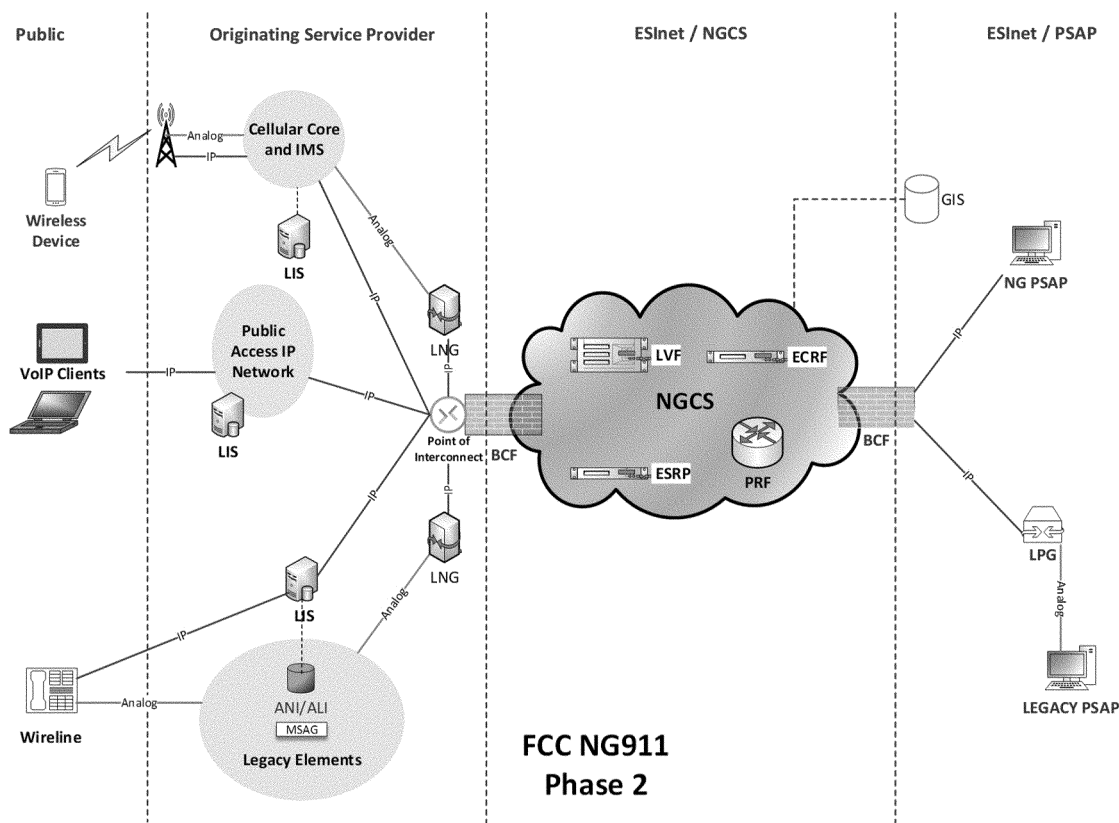 Public
Originating Service Provider
ESInet / NGCS
ESInet / PSAP
Analog
IP
Cellular Core
and IMS
Wireless
Device
LIS
Analog
IP
GIS
NG PSAP
Public
Access IP
Network
VoIP Clients
IP
IP
LIS
LNG
IP
Point of
Interconnect
BCF
LVF
ECRF
NGCS
ESRP
PRF
BCF
IP
IP
LPG
Analog
LEGACY PSAP
IP
LNG
IP
LIS
Analog
IP
Analog
Wireline
ANI/ALI
MSAG
Legacy Elements
FCC NG911
Phase 2